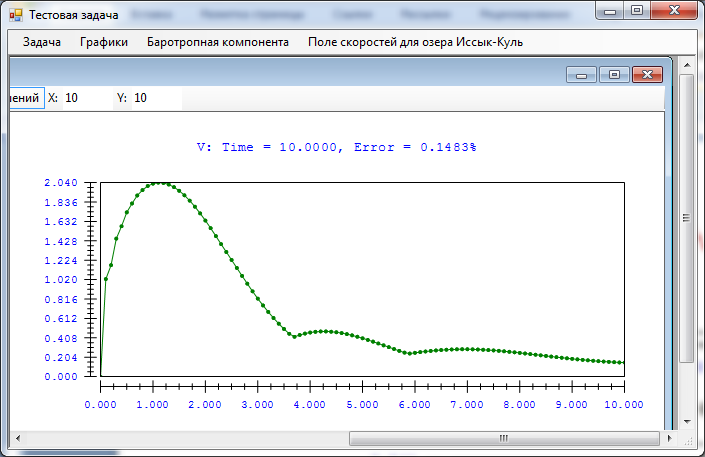 Тестовая задача
Задача Графики Баротропная компонента Поле скоростей для озера Иссык-Куль
лений X: 10 Y: 10
V: Time = 10.0000, Error = 0.1483%
2.040
1.836
1.632
1.428
1.224
1.020
0.816
0.612
0.408
0.204
0.000
0.000 1.000 2.000 3.000 4.000 5.000 6.000 7.000 8.000 9.000 10.000